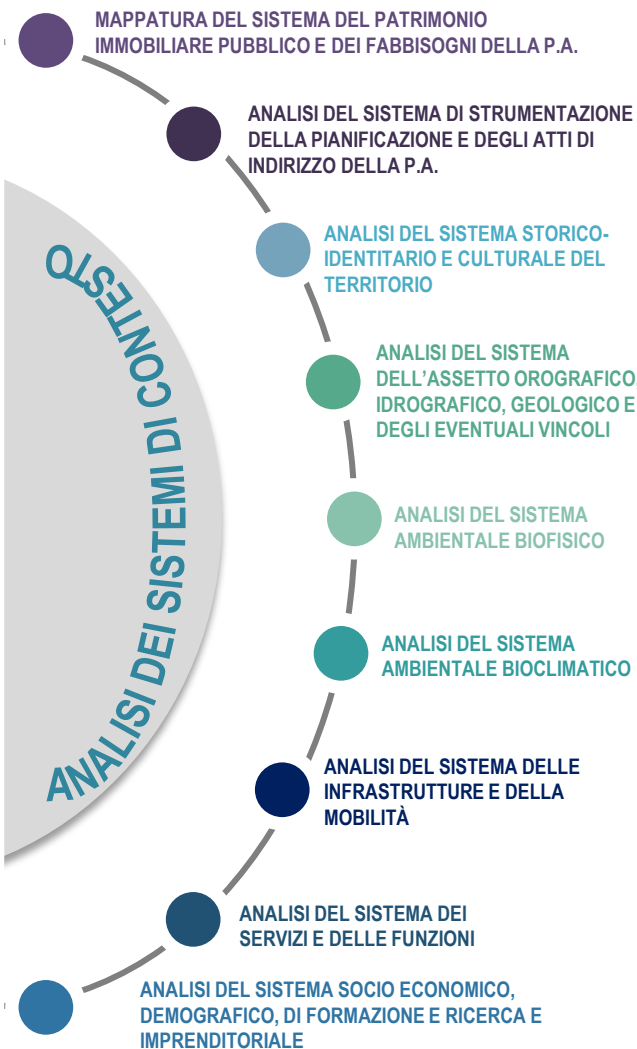 MAPPATURA DEL SISTEMA DEL PATRIMONIO
IMMOBILIARE PUBBLICO E DEI FABBISOGNI DELLA P.A.
ANALISI DEL SISTEMA DI STRUMENTAZIONE
DELLA PIANIFICAZIONE E DEGLI ATTI DI
INDIRIZZO DELLA P.A.
ANALISI DEL SISTEMA STORICO-
IDENTITARIO E CULTURALE DEL
TERRITORIO
ANALISI DEL SISTEMA
DELL’ASSETTO OROGRAFICO,
IDROGRAFICO, GEOLOGICO E
DEGLI EVENTUALI VINCOLI
ANALISI DEI SISTEMI DI CONTESTO
ANALISI DEL SISTEMA
AMBIENTALE BIOFISICO
ANALISI DEL SISTEMA
AMBIENTALE BIOCLIMATICO
ANALISI DEL SISTEMA DELLE
INFRASTRUTTURE E DELLA
MOBILITÀ
ANALISI DEL SISTEMA DEI
SERVIZI E DELLE FUNZIONI
ANALISI DEL SISTEMA SOCIO ECONOMICO,
DEMOGRAFICO, DI FORMAZIONE E RICERCA E
IMPRENDITORIALE